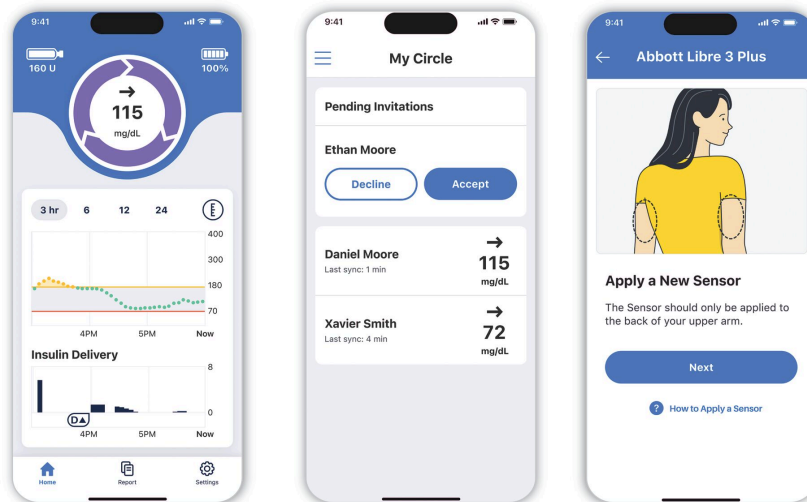 9:41
160 U
100%
→
115
mg/dL
3 hr 6 12 24
400
300
180
70
4PM 5PM Now
Insulin Delivery
8
0
D▲
4PM 5PM Now
Home Report Settings
9:41
My Circle
Pending Invitations
Ethan Moore
Decline Accept
Daniel Moore
Last sync: 1 min
→
115
mg/dL
Xavier Smith
Last sync: 4 min
→
72
mg/dL
9:41
← Abbott Libre 3 Plus
Apply a New Sensor
The Sensor should only be applied to
the back of your upper arm.
Next
? How to Apply a Sensor